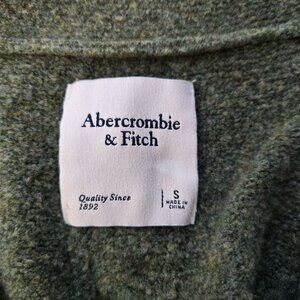 Abercrombie
& Fitch
Quality Since
1892
S
MADE IN
CHINA